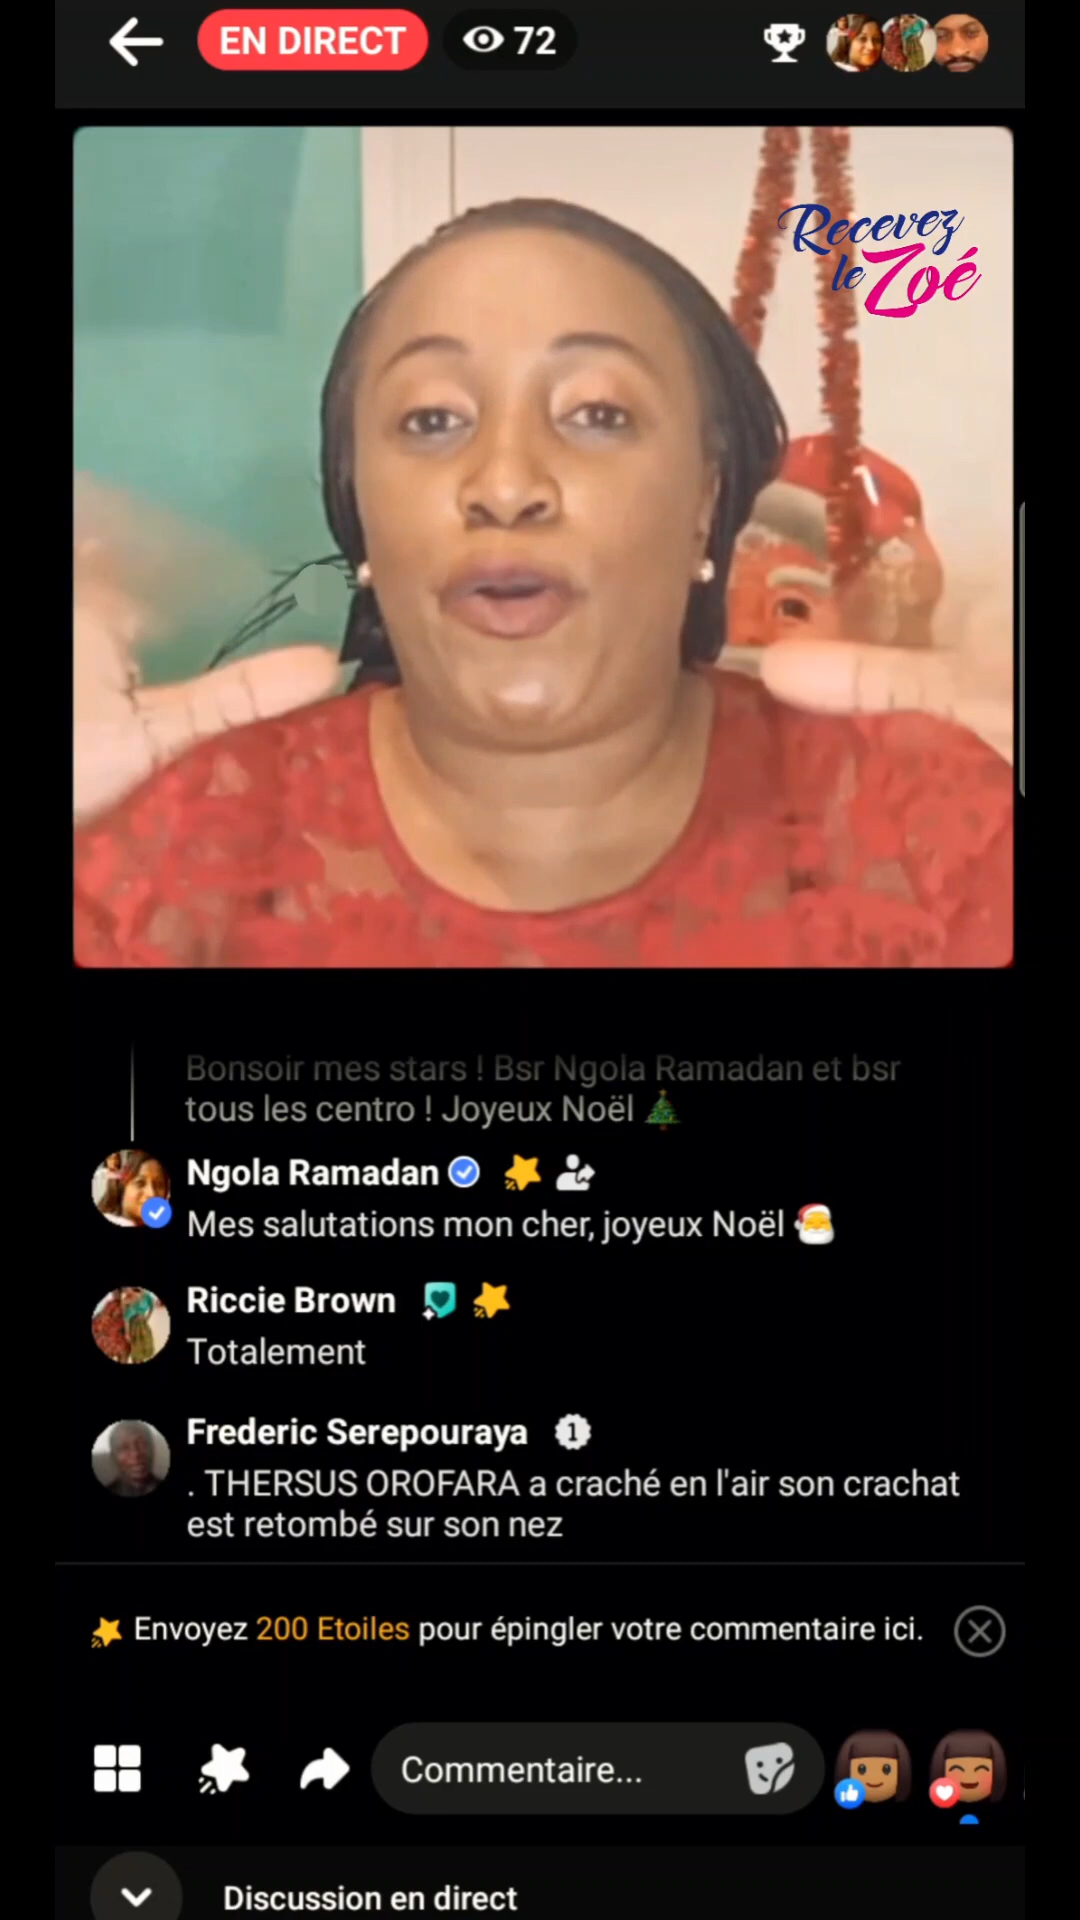 EN DIRECT 72
Recevez
le Zoé
Bonsoir mes stars ! Bsr Ngola Ramadan et bsr
tous les centro ! Joyeux Noël
Ngola Ramadan
Mes salutations mon cher, joyeux Noël
Riccie Brown
Totalement
Frederic Serepouraya 1
. THERSUS OROFARA a craché en l'air son crachat
est retombé sur son nez
Envoyez 200 Etoiles pour épingler votre commentaire ici.
Commentaire...
Discussion en direct